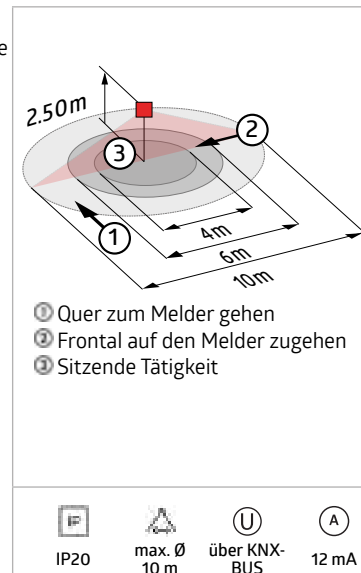 e
2.50m
②
③
①
4m
6m
10m
① Quer zum Melder gehen
② Frontal auf den Melder zugehen
③ Sitzende Tätigkeit
IP
U
A
IP20
max. Ø
10 m
über KNX-
BUS
12 mA